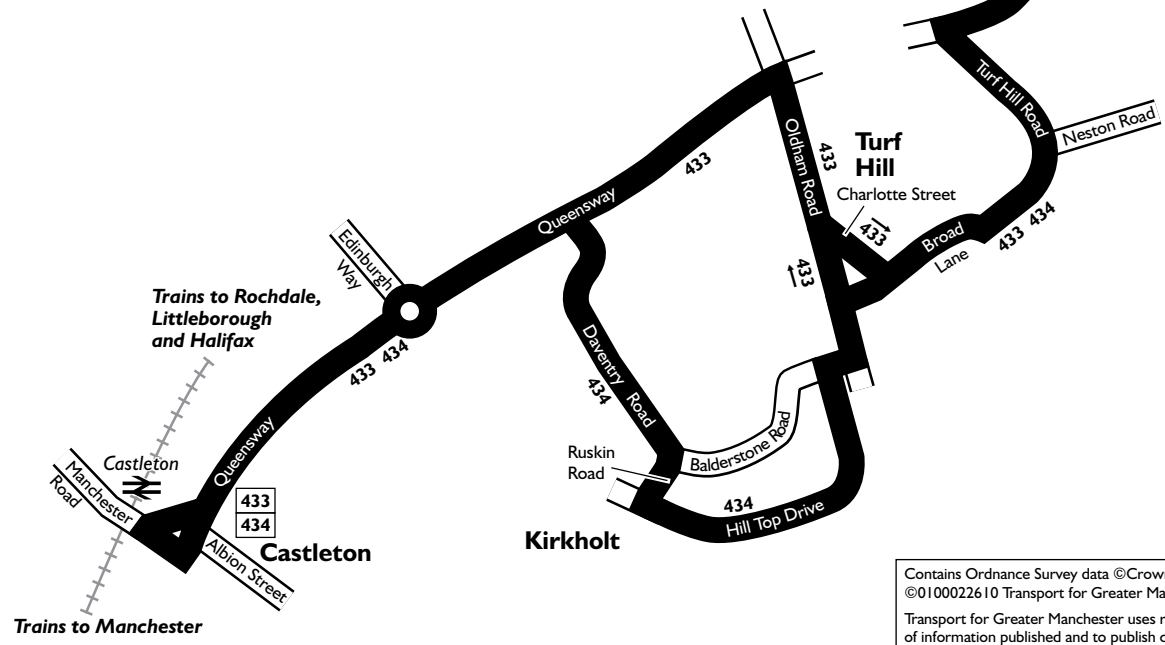 Turf Hill Road
Neston Road
Oldham Road
433
Turf
Hill
Charlotte Street
433
433
Queensway
433
Broad
Lane
433 434
433
Edinburgh
Way
Trains to Rochdale,
Littleborough
and Halifax
433 434
Daventry Road
434
Queensway
Balderstone Road
Ruskin
Road
Castleton
Manchester
Road
433
434
434
Hill Top Drive
Kirkholt
Castleton
Albion Street
Trains to Manchester
Contains Ordnance Survey data ©Crow
©0100022610 Transport for Greater Ma
Transport for Greater Manchester uses r
of information published and to publish c